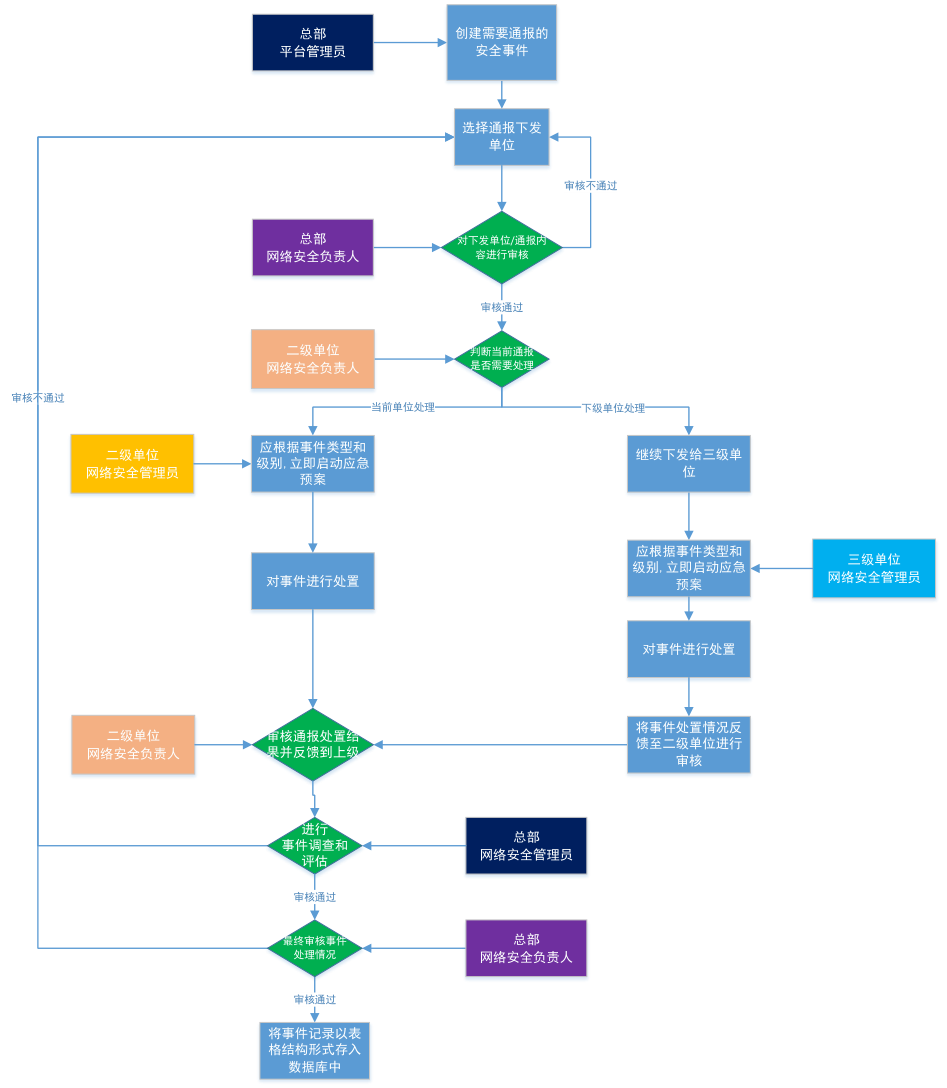 总部
平台管理员
创建需要通报的
安全事件
选择通报下发
单位
审核不通过
总部
网络安全负责人
对下发单位/通报内
容进行审核
审核通过
二级单位
网络安全负责人
判断当前通报
是否需要处理
审核不通过
当前单位处理
下级单位处理
二级单位
网络安全管理员
应根据事件类型和
级别,立即启动应急
预案
继续下发给三级单
位
对事件进行处置
应根据事件类型和
级别,立即启动应急
预案
三级单位
网络安全管理员
对事件进行处置
二级单位
网络安全负责人
审核通报处置结
果并反馈到上级
将事件处置情况反
馈至二级单位进行
审核
进行
事件调查和
评估
总部
网络安全管理员
审核通过
最终审核事件
处理情况
总部
网络安全负责人
审核通过
将事件记录以表
格结构形式存入
数据库中